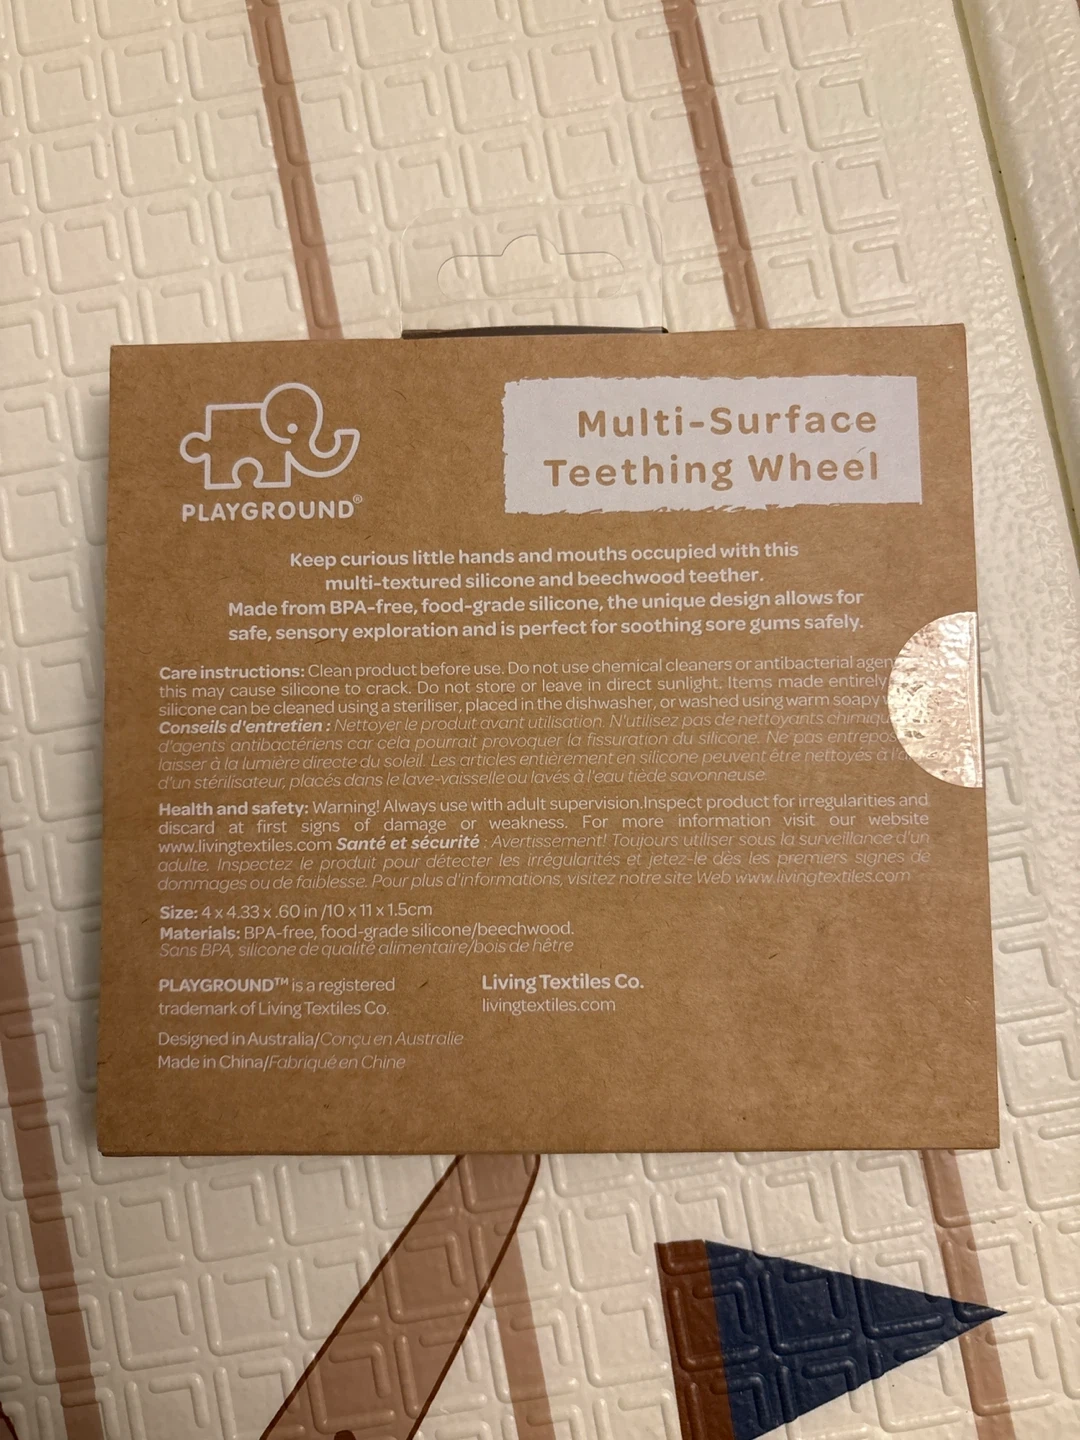 PLAYGROUND®
Multi-Surface
Teething Wheel
Keep curious little hands and mouths occupied with this
multi-textured silicone and beechwood teether.
Made from BPA-free, food-grade silicone, the unique design allows for
safe, sensory exploration and is perfect for soothing sore gums safely.
Care instructions: Clean product before use. Do not use chemical cleaners or antibacterial
this may cause silicone to crack. Do not store or leave in direct sunlight. Items made entirely
silicone can be cleaned using a steriliser, placed in the dishwasher, or washed using warm soapy
Conseils d'entretien : Nettoyer le produit avant utilisation. N'utilisez pas de nettoyants
d'agents antibactériens car cela pourrait provoquer la fissuration du silicone. Ne pas
laisser à la lumière directe du soleil. Les articles entièrement en silicone peuvent être nettoyés
d'un stérilisateur, placés dans le lave-vaisselle ou lavés à l'eau tiède savonneuse.
Health and safety: Warning! Always use with adult supervision.Inspect product for irregularities and
discard at first signs of damage or weakness. For more information visit our website
www.livingtextiles.com Santé et sécurité : Avertissement! Toujours utiliser sous la surveillance d'un
adulte. Inspectez le produit pour détecter les irrégularités et jetez-le dès les premiers signes de
dommages ou de faiblesse. Pour plus d'informations, visitez notre site Web www.livingtextiles.com
Size: 4 x 4.33 x .60 in /10 x 11 x 1.5cm
Materials: BPA-free, food-grade silicone/beechwood.
Sans BPA, silicone de qualité alimentaire/bois de hêtre
PLAYGROUND™ is a registered
trademark of Living Textiles Co.
Living Textiles Co.
livingtextiles.com
Designed in Australia/Conçu en Australie
Made in China/Fabriqué en Chine